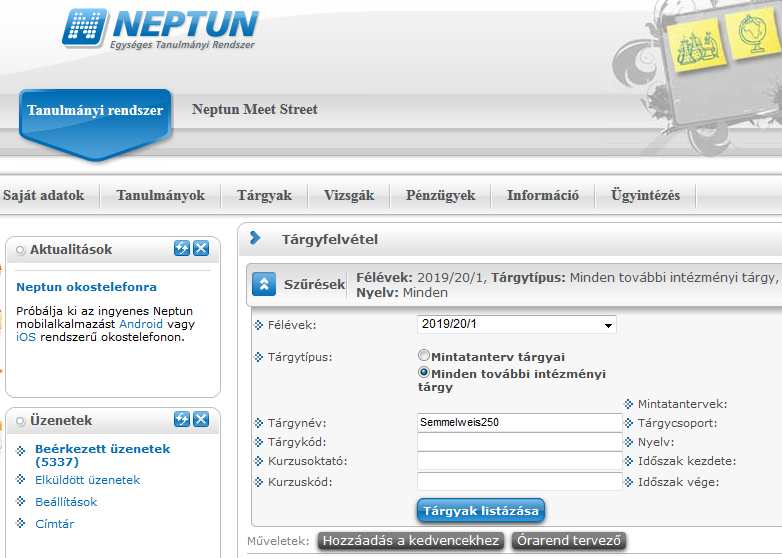 NEPTUN
Egységes Tanulmányi Rendszer
Tanulmányi rendszer
Neptun Meet Street
Saját adatok
Tanulmányok
Tárgyak
Vizsgák
Pénzügyek
Információ
Ügyintézés
Aktualitások
Neptun okostelefonra
Próbálja ki az ingyenes Neptun
mobilalkalmazást Android vagy
iOS rendszerű okostelefonon.
Üzenetek
Beérkezett üzenetek
(5337)
Elküldött üzenetek
Beállítások
Címtár
Tárgyfelvétel
Szűrések
Félévek: 2019/20/1, Tárgytípus: Minden további intézményi tárgy,
Nyelv: Minden
Félévek:
2019/20/1
Tárgytípus:
Mintatanterv tárgyai
Minden további intézményi
tárgy
Mintatantervek:
Tárgynév:
Semmelweis250
Tárgycsoport:
Tárgykód:
Nyelv:
Kurzusoktató:
Időszak kezdete:
Kurzuskód:
Időszak vége:
Tárgyak listázása
Műveletek:
Hozzáadás a kedvencekhez
Órarend tervező